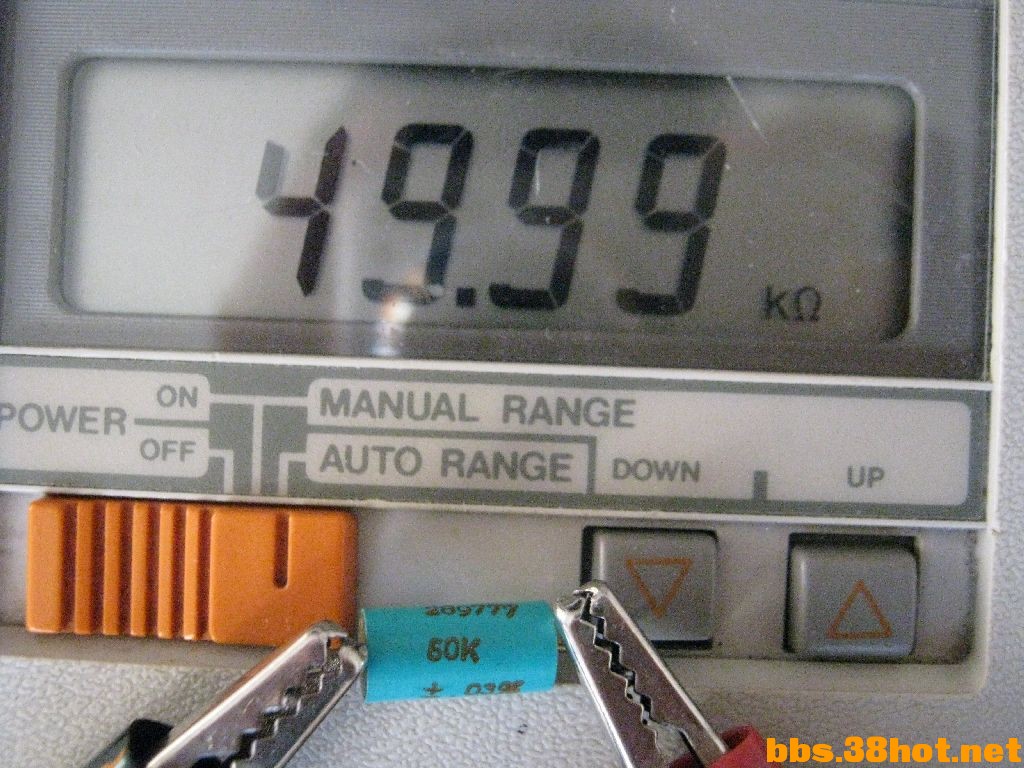 49.99 kΩ
POWER ON
OFF
MANUAL RANGE
AUTO RANGE
DOWN
UP
50K
bbs.38hot.net